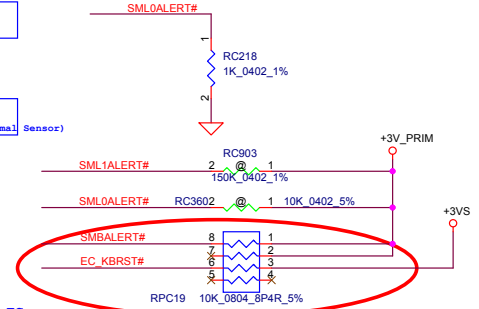 SML0ALERT#
1
RC218
1K_0402_1%
2
mal Sensor)
+3V_PRIM
RC903
SML1ALERT# 2 @ 1
150K_0402_1%
SML0ALERT# RC3602 2 @ 1 10K_0402_5%
+3VS
SMBALERT# 8 1
7 2
EC_KBRST# 6 3
5 4
RPC19 10K_0804_8P4R_5%